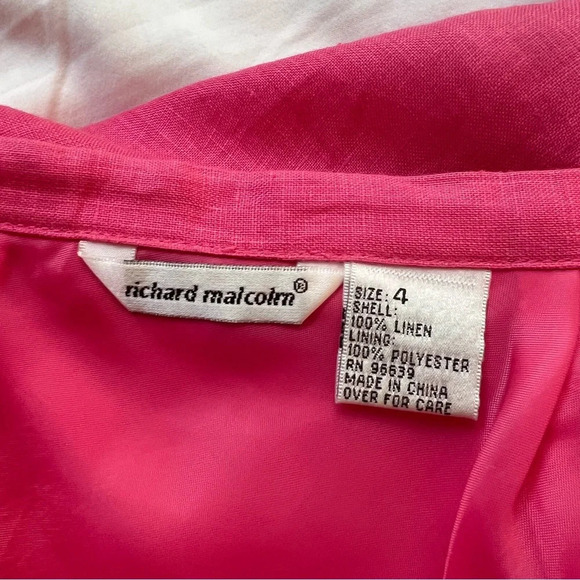 richard malcolm®
SIZE: 4
SHELL:
100% LINEN
LINING:
100% POLYESTER
RN 96639
MADE IN CHINA
OVER FOR CARE